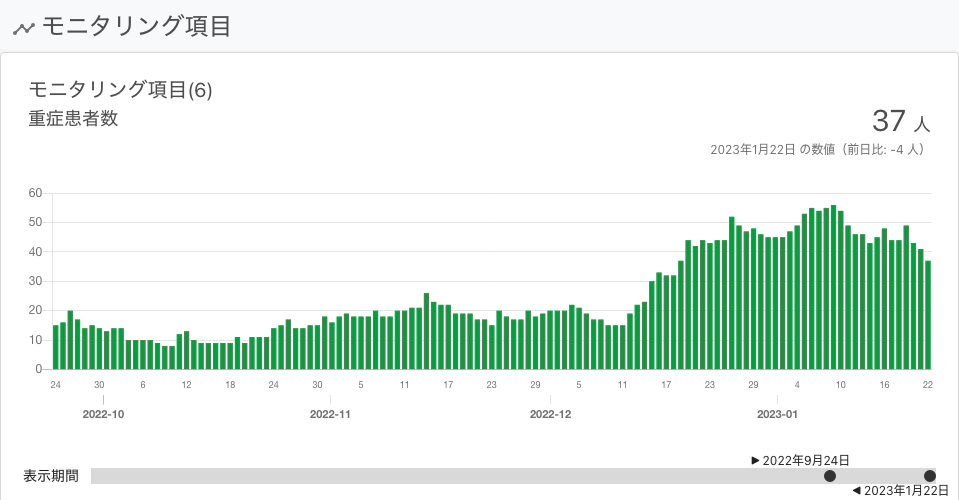 モニタリング項目
モニタリング項目(6)
重症患者数
37 人
2023年1月22日 の数値（前日比: -4 人）
60
50
40
30
20
10
0
24 30 6 12 18 24 30 5 11 17 23 29 5 11 17 23 29 4 10 16 22
2022-10 2022-11 2022-12 2023-01
2022年9月24日
表示期間
2023年1月22日